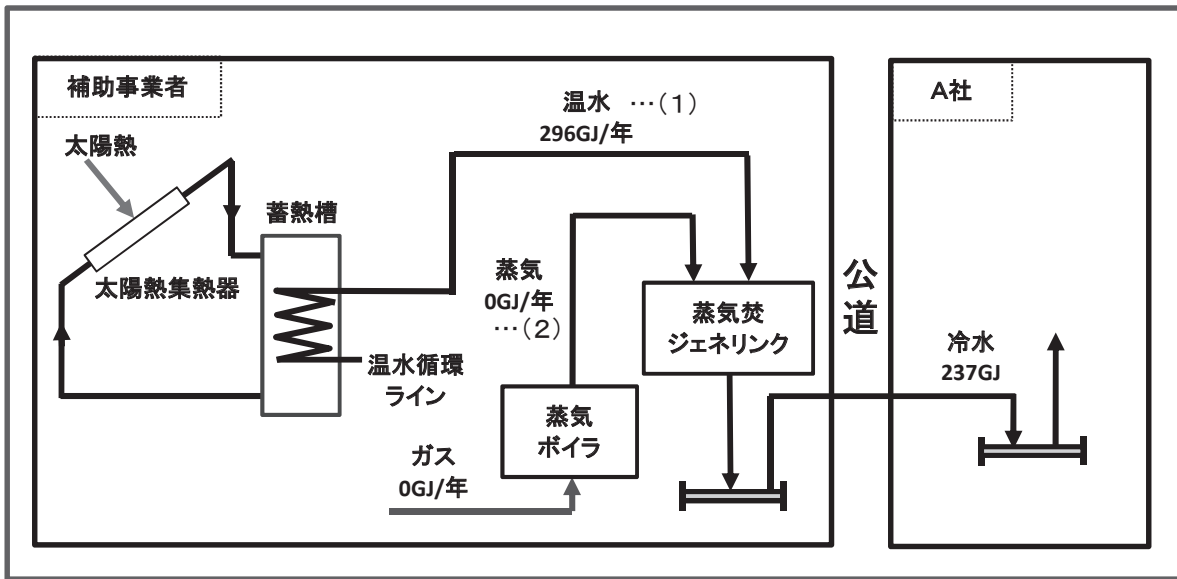 補助事業者
太陽熱
太陽熱集熱器
蓄熱槽
温水循環
ライン
温水 …(1)
296GJ/年
蒸気
0GJ/年
…(2)
ガス
0GJ/年
蒸気
ボイラ
蒸気焚
ジェネリンク
公
道
A社
冷水
237GJ